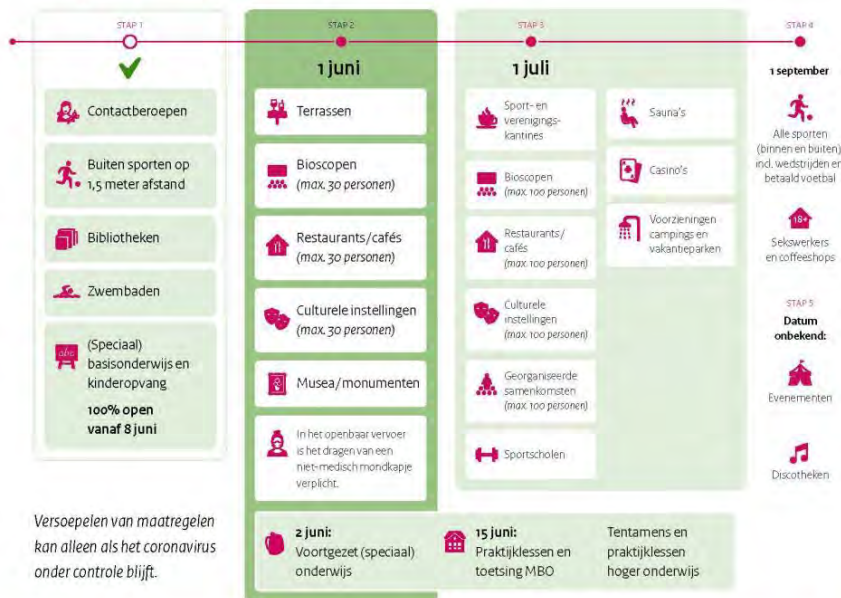 STAP 1
Contactberoepen
Buiten sporten op
1,5 meter afstand
Bibliotheken
Zwembaden
abc
(Speciaal)
basisonderwijs en
kinderopvang
100% open
vanaf 8 juni
Versoepelen van maatregelen
kan alleen als het coronavirus
onder controle blijft.
STAP 2
1 juni
Terrassen
Bioscopen
(max. 30 personen)
Restaurants/cafés
(max. 30 personen)
Culturele instellingen
(max. 30 personen)
Musea/monumenten
In het openbaar vervoer
is het dragen van een
niet-medisch mondkapje
verplicht.
STAP 3
1 juli
Sport- en
verenigings-
kantines
Bioscopen
(max. 100 personen)
Restaurants/
cafés
(max. 100 personen)
Culturele
instellingen
(max. 100 personen)
Georganiseerde
samenkomsten
(max. 100 personen)
Sportscholen
Sauna's
Casino's
Voorzieningen
campings en
vakantieparken
2 juni:
Voortgezet (speciaal)
onderwijs
15 juni:
Praktijklessen en
toetsing MBO
Tentamens en
praktijklessen
hoger onderwijs
STAP 4
1 september
Alle sporten
(binnen en buiten)
incl. wedstrijden en
betaald voetbal
18+
Sekswerkers
en coffeeshops
STAP 5
Datum
onbekend:
Evenementen
Discotheken